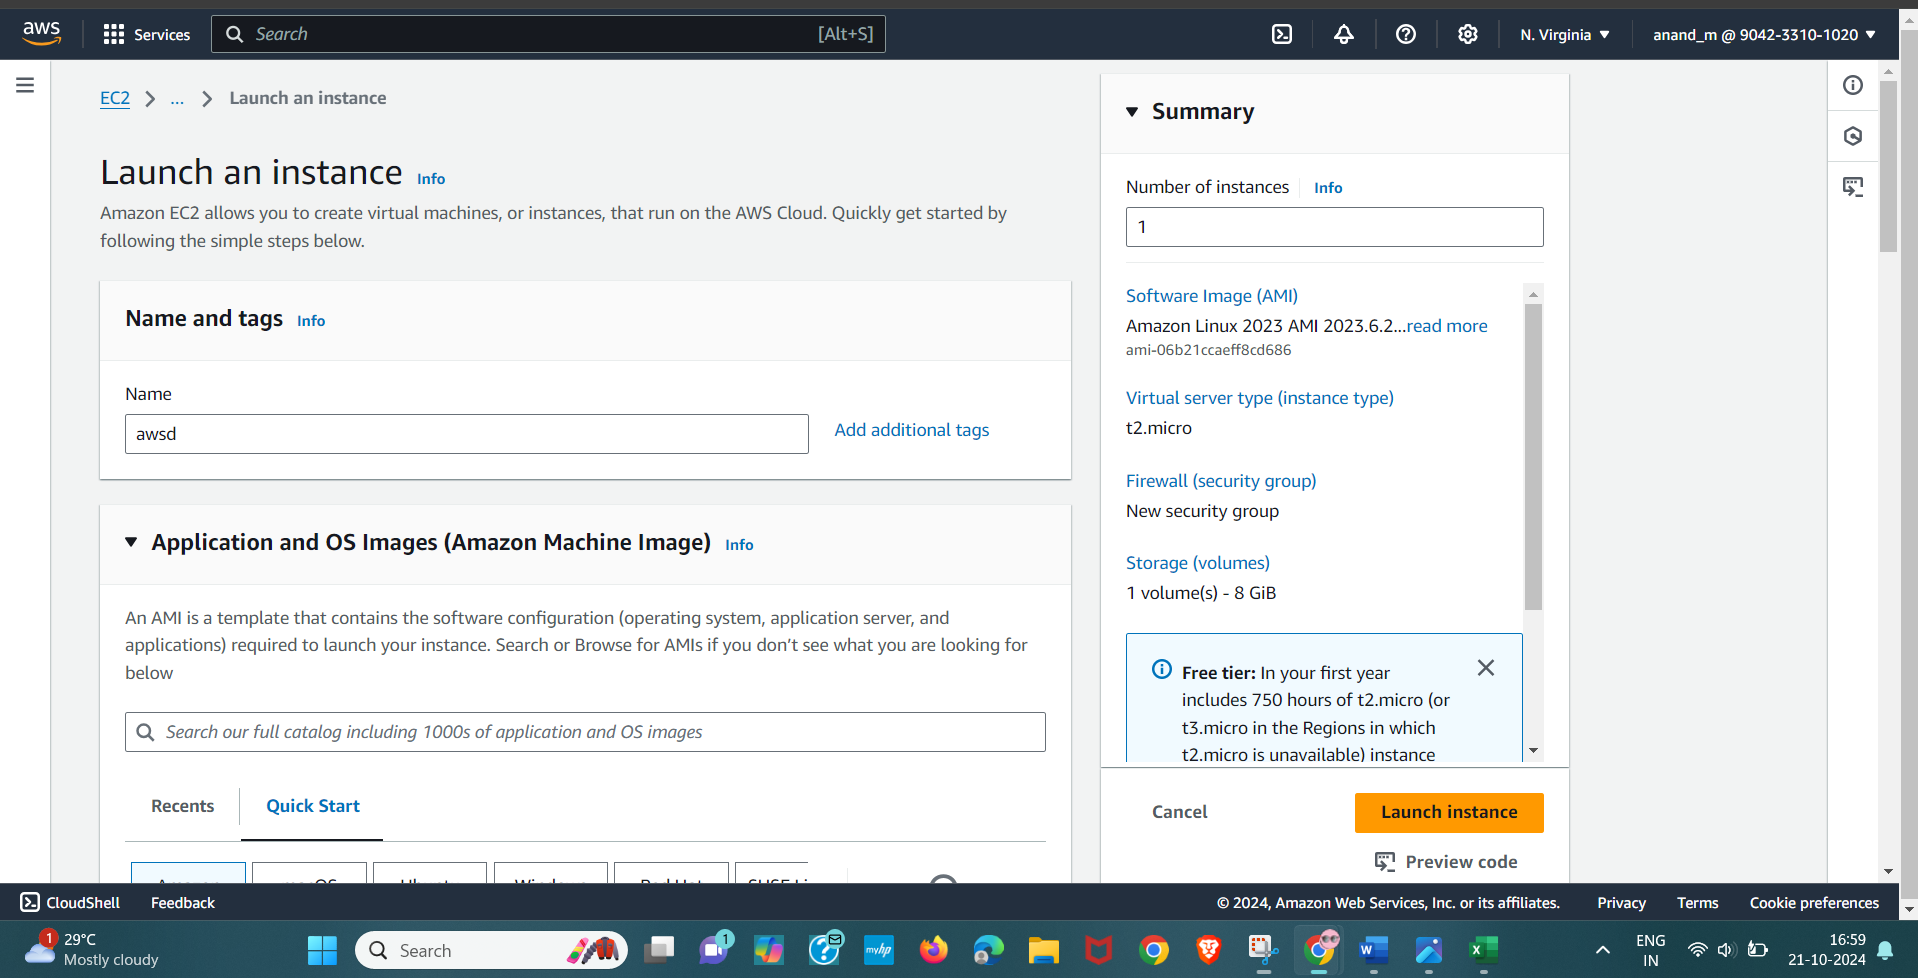 aws
Services
Search
[Alt+S]
N. Virginia
anand_m @ 9042-3310-1020
EC2
...
Launch an instance
Launch an instance Info
Amazon EC2 allows you to create virtual machines, or instances, that run on the AWS Cloud. Quickly get started by
following the simple steps below.
Name and tags Info
Name
awsd
Add additional tags
Application and OS Images (Amazon Machine Image) Info
An AMI is a template that contains the software configuration (operating system, application server, and
applications) required to launch your instance. Search or Browse for AMIs if you don’t see what you are looking for
below
Search our full catalog including 1000s of application and OS images
Recents
Quick Start
Summary
Number of instances Info
1
Software Image (AMI)
Amazon Linux 2023 AMI 2023.6.2...read more
ami-06b21ccaeff8cd686
Virtual server type (instance type)
t2.micro
Firewall (security group)
New security group
Storage (volumes)
1 volume(s) - 8 GiB
Free tier: In your first year
includes 750 hours of t2.micro (or
t3.micro in the Regions in which
t2.micro is unavailable) instance
Cancel
Launch instance
Preview code
CloudShell
Feedback
© 2024, Amazon Web Services, Inc. or its affiliates.
Privacy
Terms
Cookie preferences
1
29°C
Mostly cloudy
Search
1
myhp
ENG
IN
16:59
21-10-2024